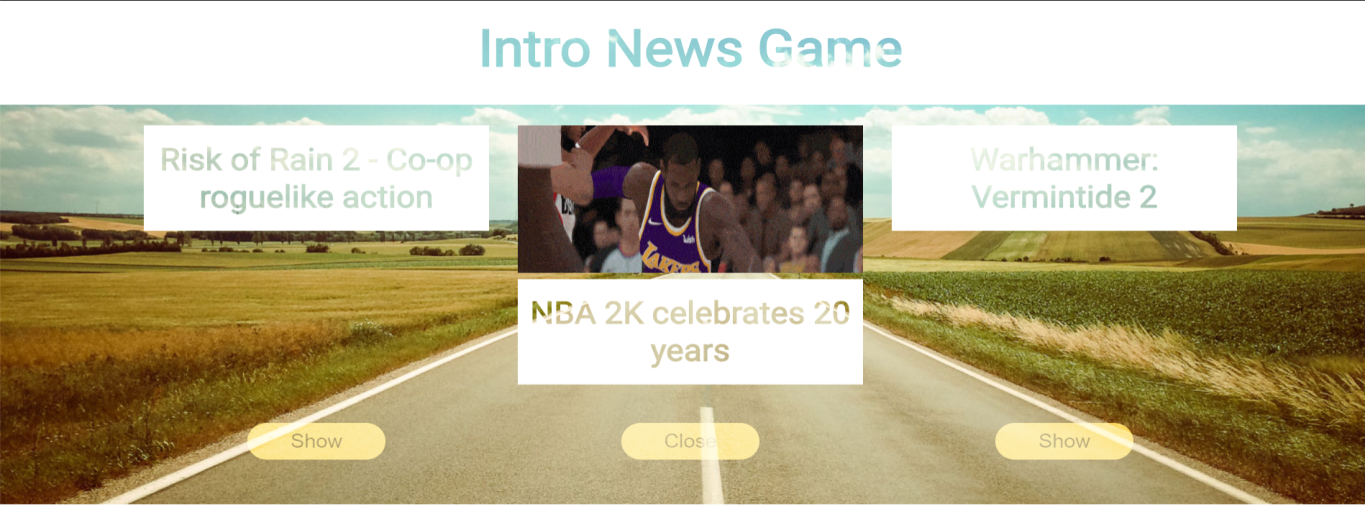 Intro News Game
Risk of Rain 2 - Co-op
roguelike action
Warhammer:
Vermintide 2
LAKERS
NBA 2K celebrates 20
years
Show
Close
Show